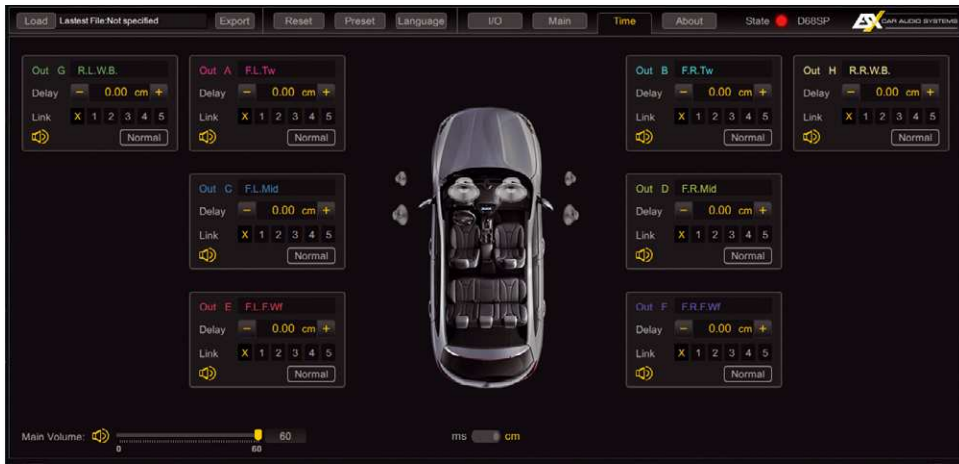 Load Lastest File:Not specified Export Reset Preset Language I/O Main Time About State D68SP CAR AUDIO SYSTEMS
Out G R.L.W.B.
Delay − 0.00 cm +
Link X 1 2 3 4 5
Normal
Out A F.L.Tw
Delay − 0.00 cm +
Link X 1 2 3 4 5
Normal
Out B F.R.Tw
Delay − 0.00 cm +
Link X 1 2 3 4 5
Normal
Out H R.R.W.B.
Delay − 0.00 cm +
Link X 1 2 3 4 5
Normal
Out C F.L.Mid
Delay − 0.00 cm +
Link X 1 2 3 4 5
Normal
Out D F.R.Mid
Delay − 0.00 cm +
Link X 1 2 3 4 5
Normal
Out E F.L.F.Wf
Delay − 0.00 cm +
Link X 1 2 3 4 5
Normal
Out F F.R.F.Wf
Delay − 0.00 cm +
Link X 1 2 3 4 5
Normal
Main Volume: 60
0 60
ms cm